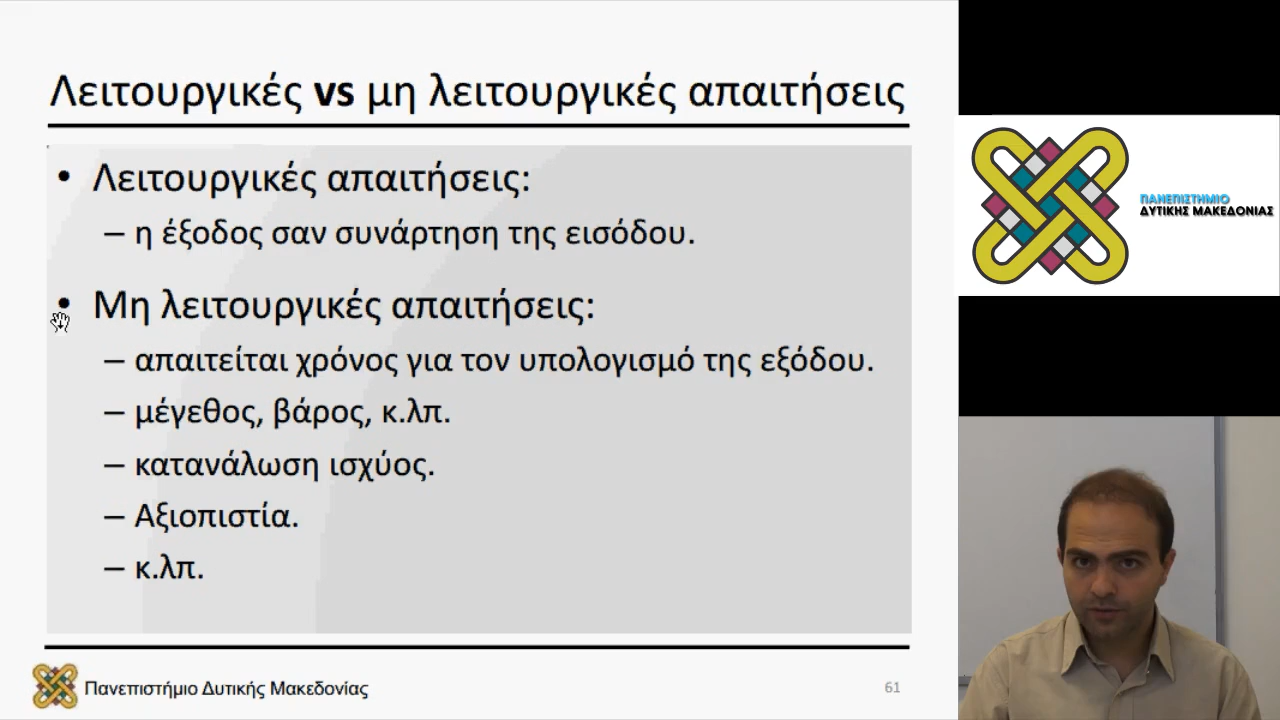 Λειτουργικές vs μη λειτουργικές απαιτήσεις
• Λειτουργικές απαιτήσεις:
– η έξοδος σαν συνάρτηση της εισόδου.
• Μη λειτουργικές απαιτήσεις:
– απαιτείται χρόνος για τον υπολογισμό της εξόδου.
– μέγεθος, βάρος, κ.λπ.
– κατανάλωση ισχύος.
– Αξιοπιστία.
– κ.λπ.
Πανεπιστήμιο Δυτικής Μακεδονίας
61
ΠΑΝΕΠΙΣΤΗΜΙΟ
ΔΥΤΙΚΗΣ ΜΑΚΕΔΟΝΙΑΣ